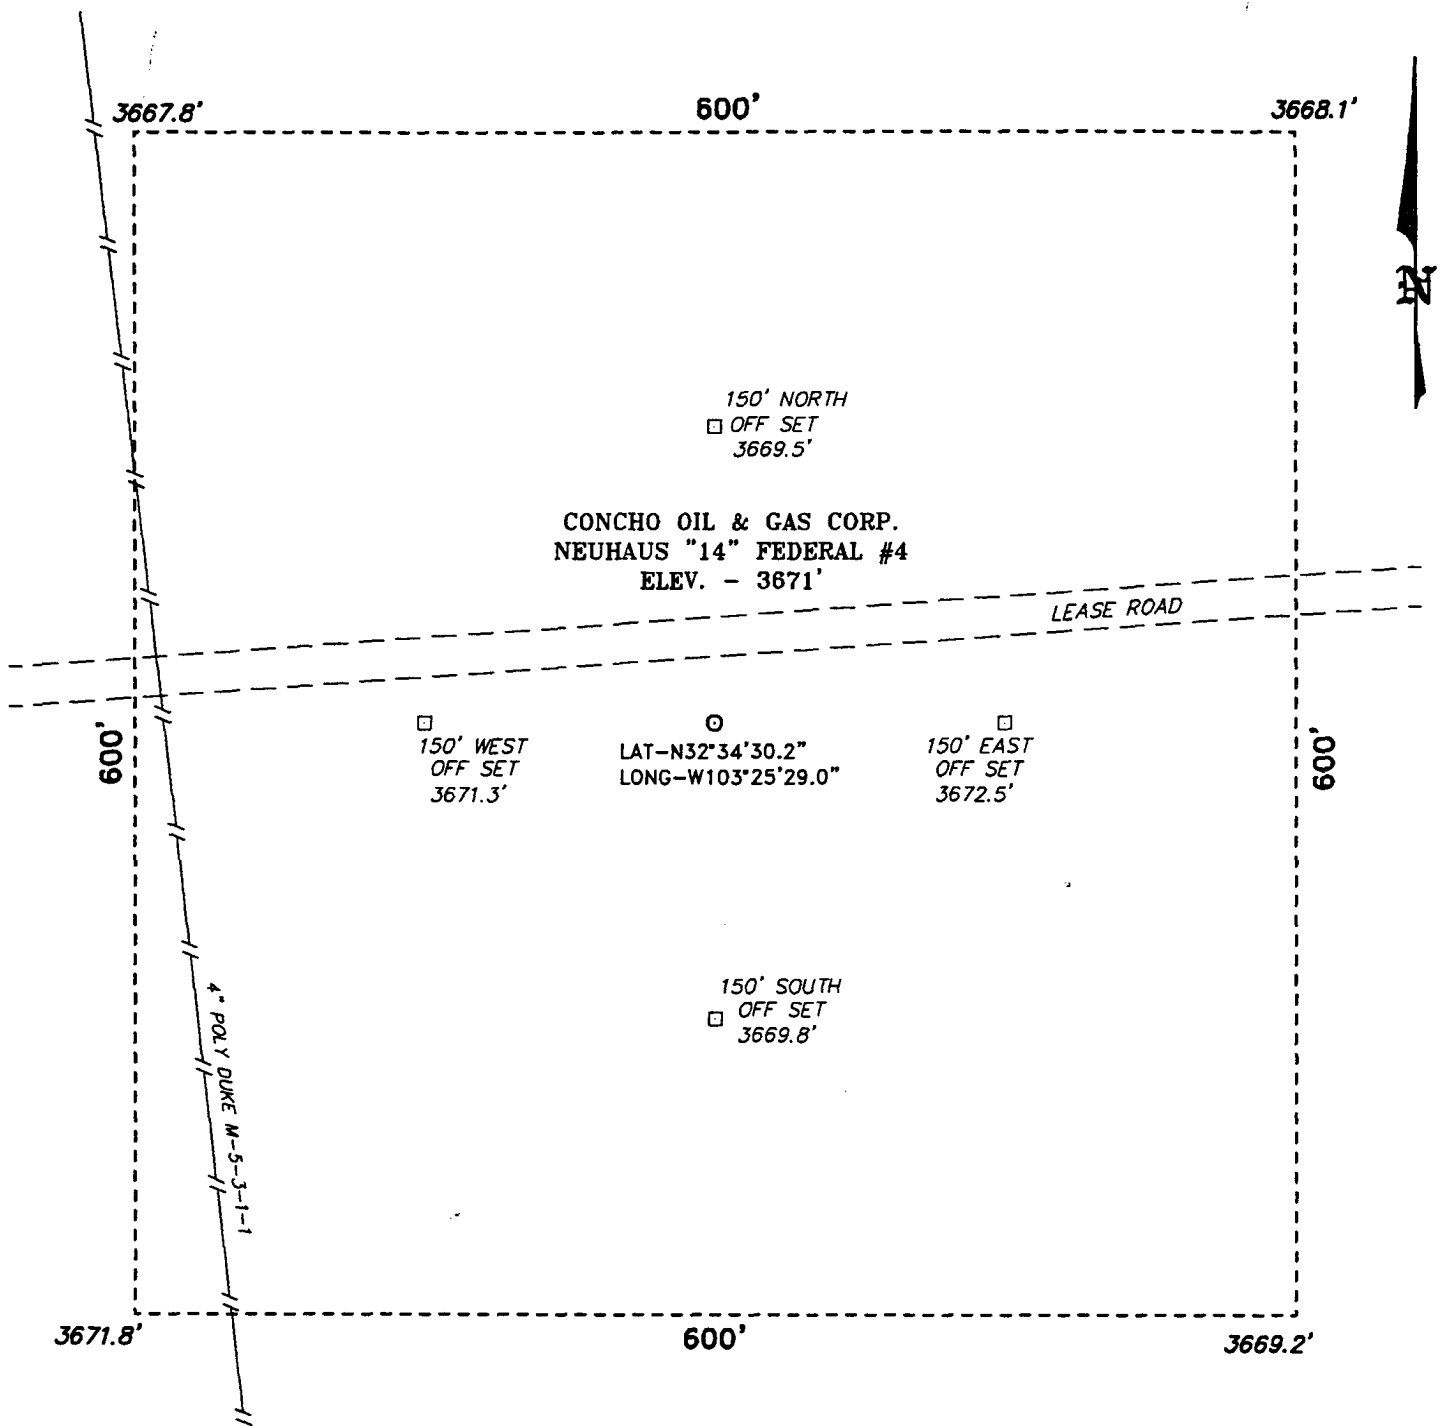 3667.8'
600'
3668.1'
N
150' NORTH
OFF SET
3669.5'
CONCHO OIL & GAS CORP.
NEUHAUS "14" FEDERAL #4
ELEV. - 3671'
LEASE ROAD
600'
150' WEST
OFF SET
3671.3'
LAT-N32°34'30.2"
LONG-W103°25'29.0"
150' EAST
OFF SET
3672.5'
600'
150' SOUTH
OFF SET
3669.8'
4" POLY DUKE M-5-3-1-1
3671.8'
600'
3669.2'